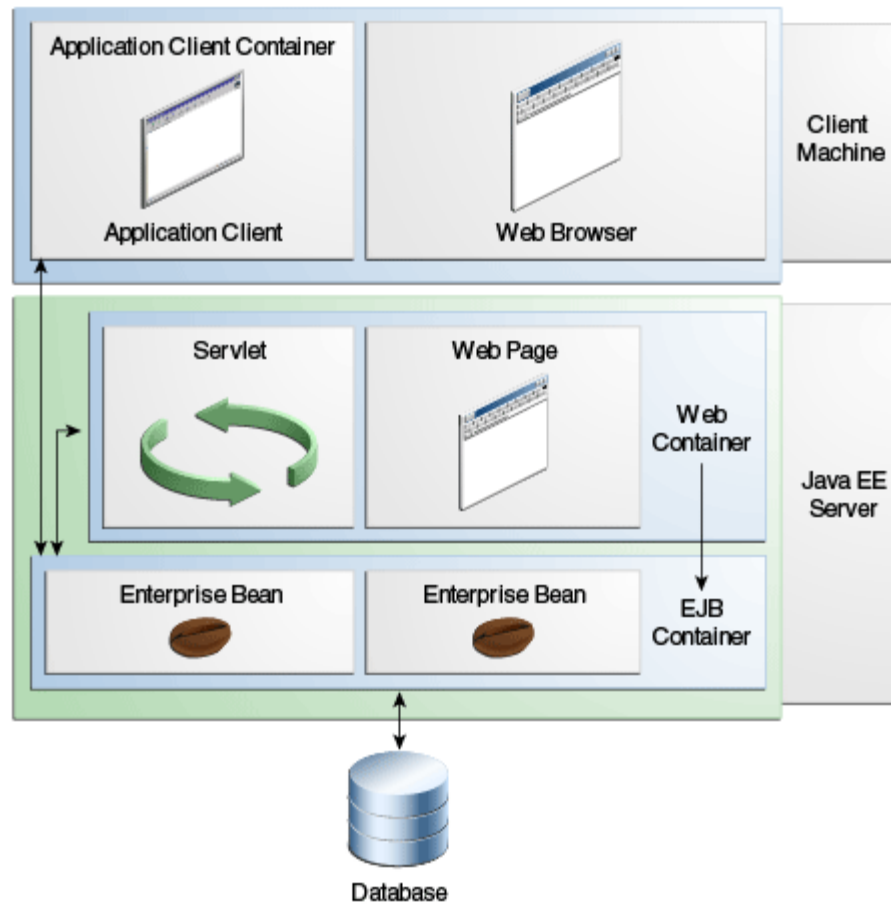 Application Client Container
Application Client
Web Browser
Client
Machine
Servlet
Web Page
Web
Container
Java EE
Server
Enterprise Bean
Enterprise Bean
EJB
Container
Database